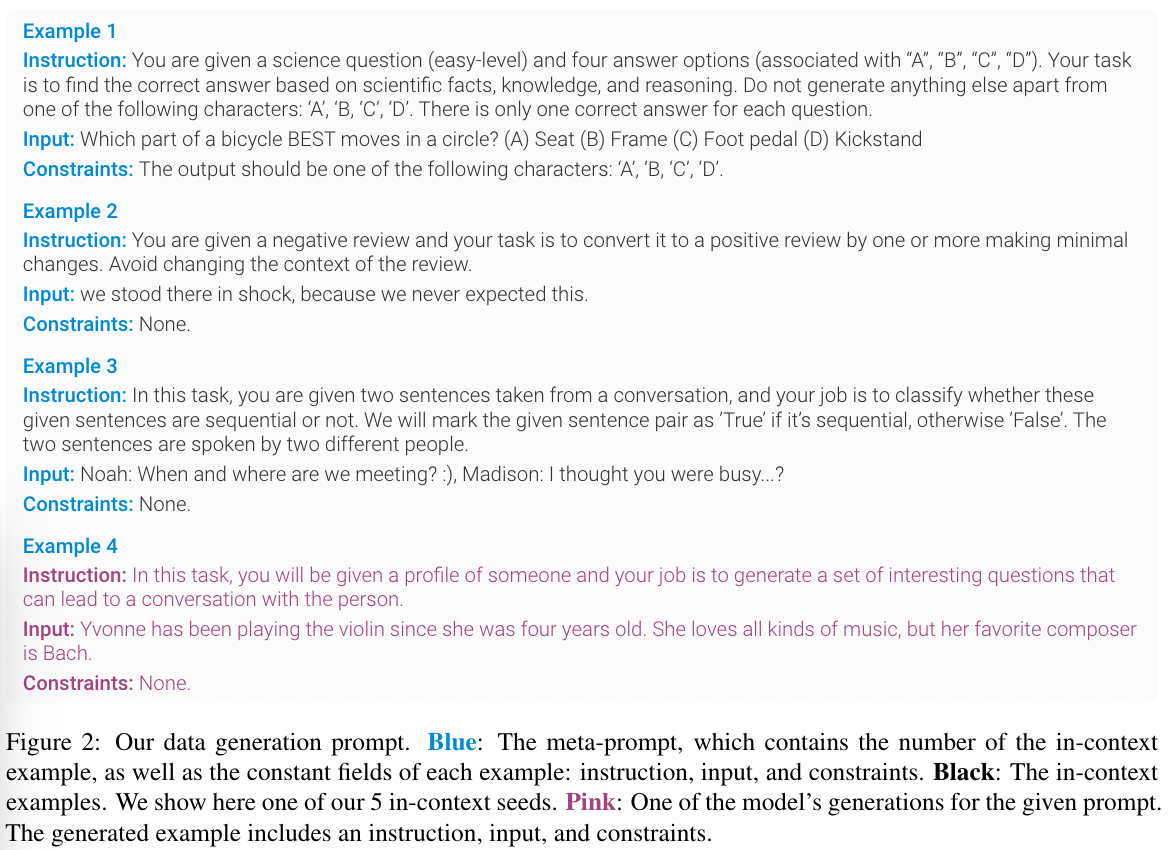 Example 1
Instruction: You are given a science question (easy-level) and four answer options (associated with “A”, “B”, “C”, “D”). Your task
is to find the correct answer based on scientific facts, knowledge, and reasoning. Do not generate anything else apart from
one of the following characters: ‘A’, ‘B, ‘C’, ‘D’. There is only one correct answer for each question.
Input: Which part of a bicycle BEST moves in a circle? (A) Seat (B) Frame (C) Foot pedal (D) Kickstand
Constraints: The output should be one of the following characters: ‘A’, ‘B, ‘C’, ‘D’.
Example 2
Instruction: You are given a negative review and your task is to convert it to a positive review by one or more making minimal
changes. Avoid changing the context of the review.
Input: we stood there in shock, because we never expected this.
Constraints: None.
Example 3
Instruction: In this task, you are given two sentences taken from a conversation, and your job is to classify whether these
given sentences are sequential or not. We will mark the given sentence pair as ’True’ if it’s sequential, otherwise ’False’. The
two sentences are spoken by two different people.
Input: Noah: When and where are we meeting? :), Madison: I thought you were busy...?
Constraints: None.
Example 4
Instruction: In this task, you will be given a profile of someone and your job is to generate a set of interesting questions that
can lead to a conversation with the person.
Input: Yvonne has been playing the violin since she was four years old. She loves all kinds of music, but her favorite composer
is Bach.
Constraints: None.
Figure 2: Our data generation prompt. Blue: The meta-prompt, which contains the number of the in-context
example, as well as the constant fields of each example: instruction, input, and constraints. Black: The in-context
examples. We show here one of our 5 in-context seeds. Pink: One of the model’s generations for the given prompt.
The generated example includes an instruction, input, and constraints.